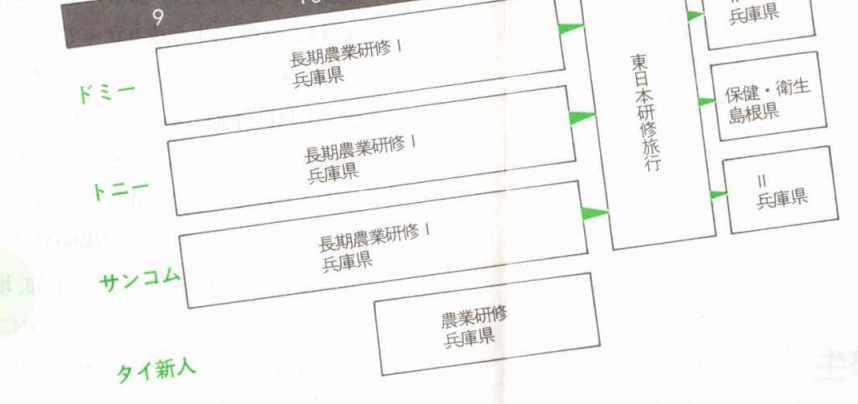 9
ドミー
長期農業研修 I
兵庫県
トニー
長期農業研修 I
兵庫県
サンコム
長期農業研修 I
兵庫県
タイ新人
農業研修
兵庫県
東日本研修旅行
兵庫県
保健・衛生
島根県
II
兵庫県